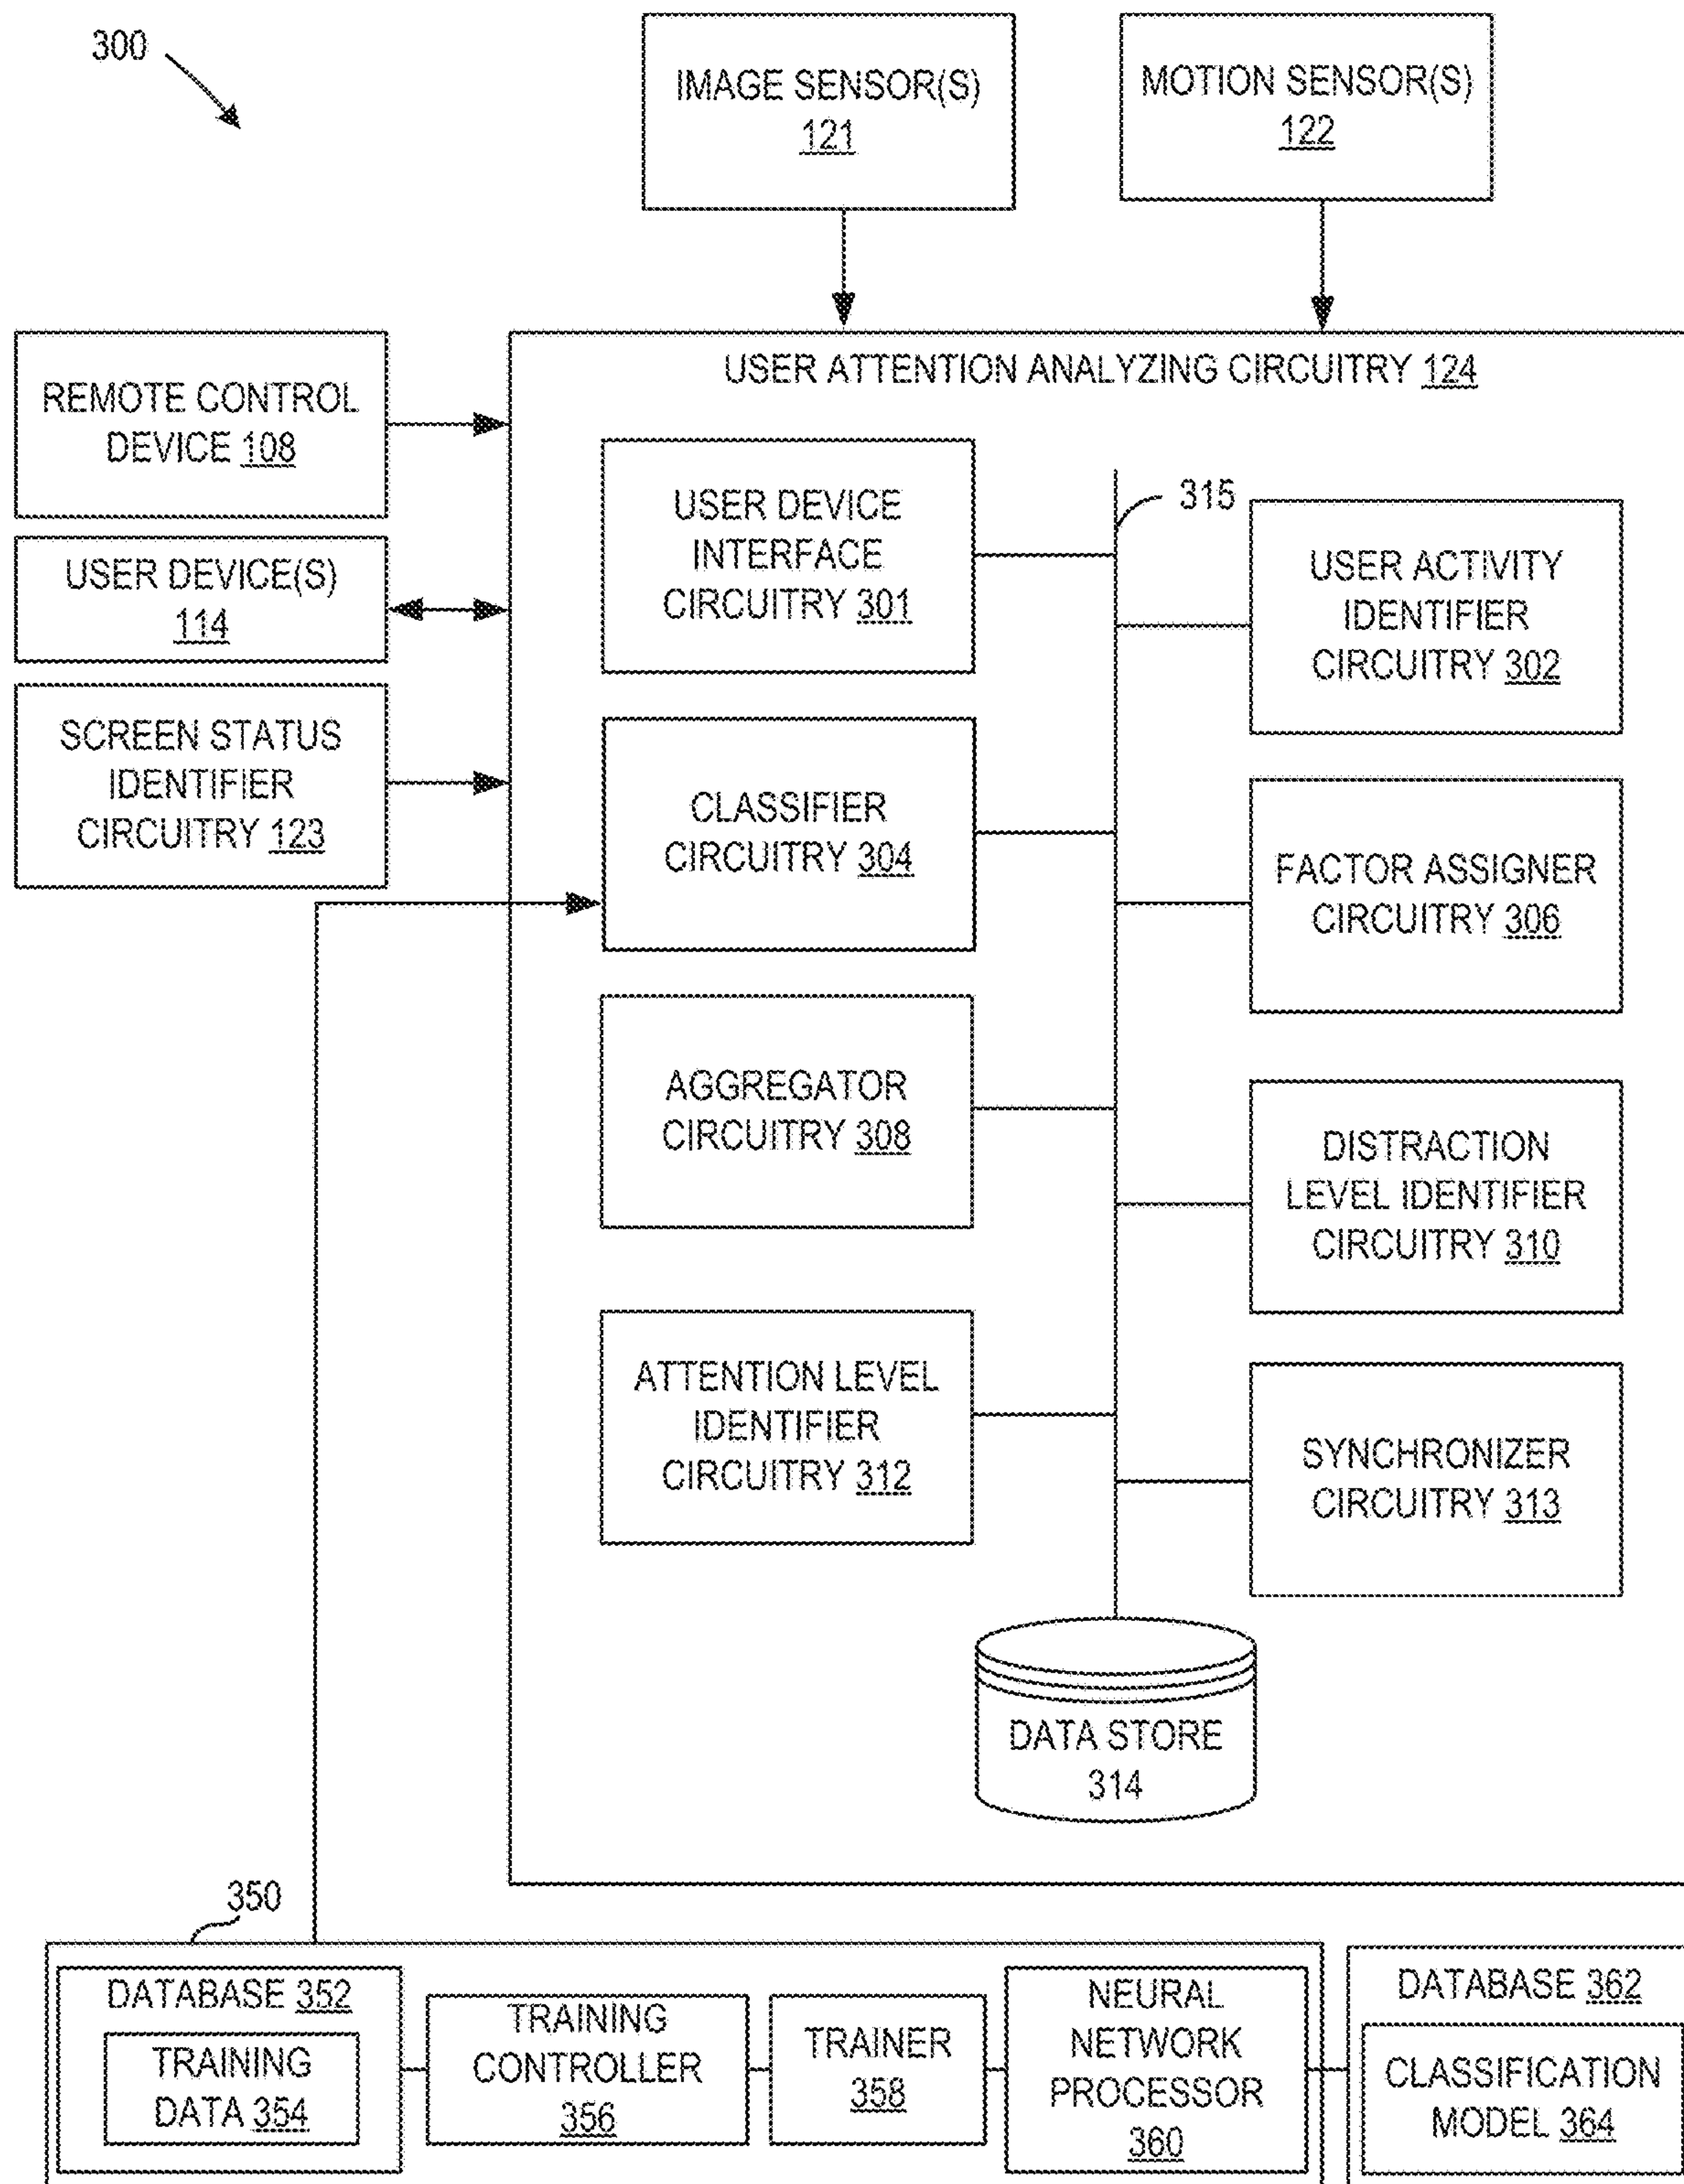 300
IMAGE SENSOR(S)
121
MOTION SENSOR(S)
122
REMOTE CONTROL
DEVICE 108
USER DEVICE(S)
114
SCREEN STATUS
IDENTIFIER
CIRCUITRY 123
USER ATTENTION ANALYZING CIRCUITRY 124
USER DEVICE
INTERFACE
CIRCUITRY 301
315
USER ACTIVITY
IDENTIFIER
CIRCUITRY 302
CLASSIFIER
CIRCUITRY 304
FACTOR ASSIGNER
CIRCUITRY 306
AGGREGATOR
CIRCUITRY 308
DISTRACTION
LEVEL IDENTIFIER
CIRCUITRY 310
ATTENTION LEVEL
IDENTIFIER
CIRCUITRY 312
SYNCHRONIZER
CIRCUITRY 313
DATA STORE
314
350
DATABASE 352
TRAINING
DATA 354
TRAINING
CONTROLLER
356
TRAINER
358
NEURAL
NETWORK
PROCESSOR
360
DATABASE 362
CLASSIFICATION
MODEL 364